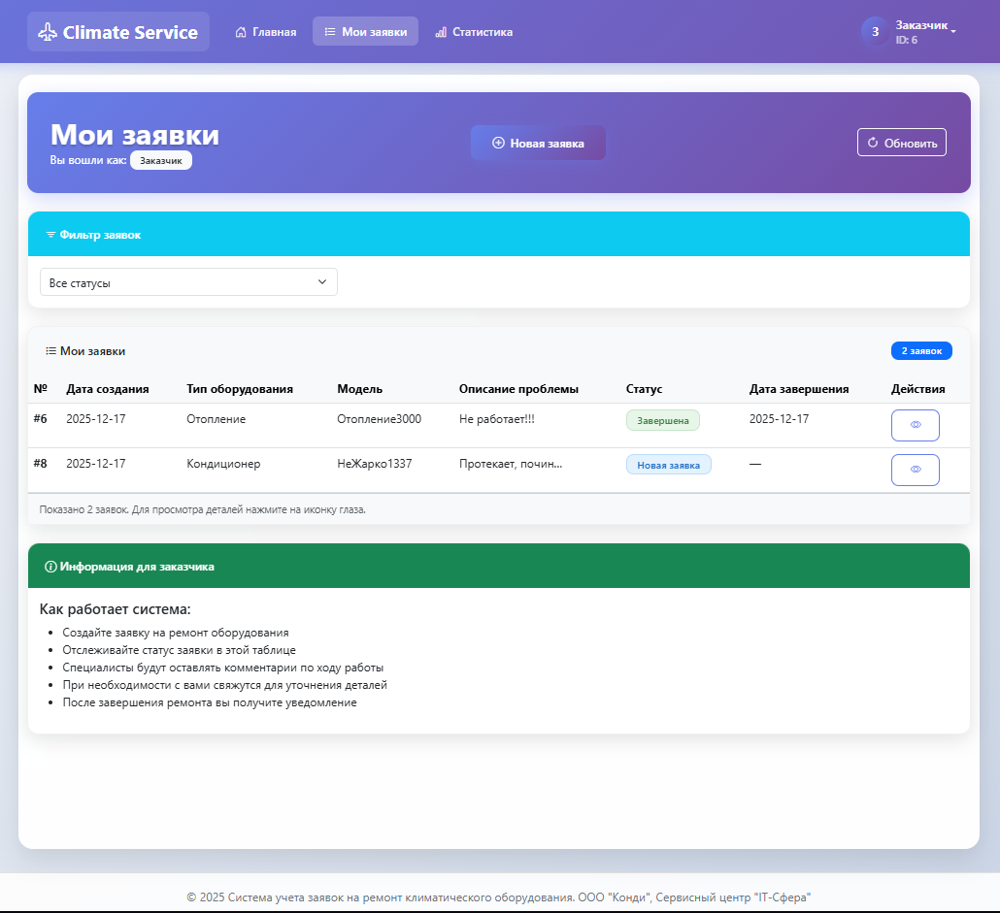 Climate Service Главная Мои заявки Статистика З Заказчик
ID: 6
Мои заявки
Вы вошли как: Заказчик
Новая заявка
Обновить
Фильтр заявок
Все статусы
Мои заявки 2 заявок
№ Дата создания Тип оборудования Модель Описание проблемы Статус Дата завершения Действия
#6 2025-12-17 Отопление Отопление3000 Не работает!!! Завершена 2025-12-17
#8 2025-12-17 Кондиционер НеЖарко1337 Протекает, почин... Новая заявка —
Показано 2 заявок. Для просмотра деталей нажмите на иконку глаза.
Информация для заказчика
Как работает система:
Создайте заявку на ремонт оборудования
Отслеживайте статус заявки в этой таблице
Специалисты будут оставлять комментарии по ходу работы
При необходимости с вами свяжутся для уточнения деталей
После завершения ремонта вы получите уведомление
© 2025 Система учета заявок на ремонт климатического оборудования. ООО "Конди", Сервисный центр "IT-Сфера"